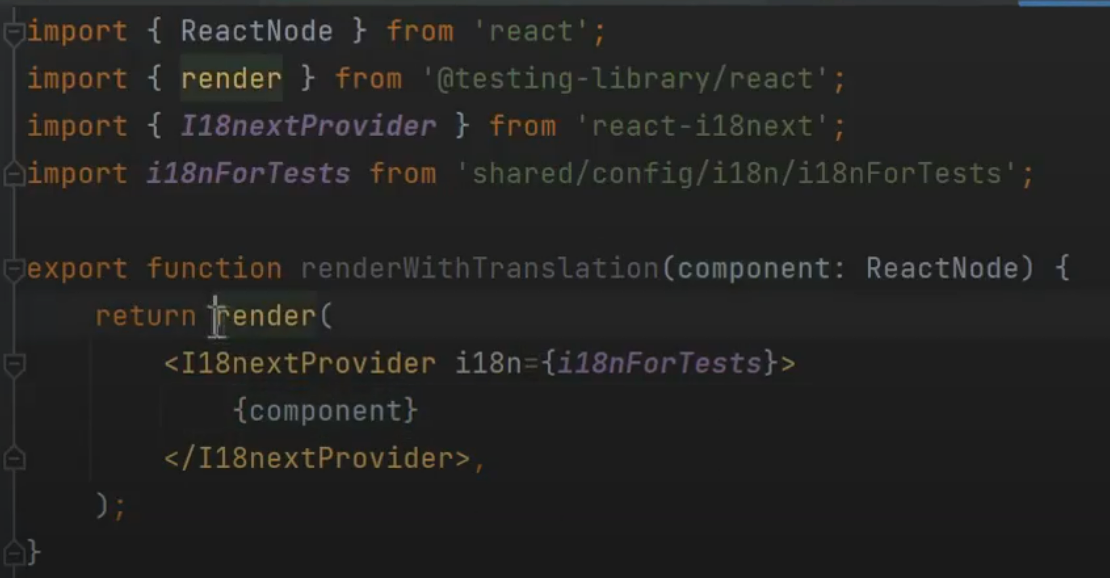 import { ReactNode } from 'react';
import { render } from '@testing-library/react';
import { I18nextProvider } from 'react-i18next';
import i18nForTests from 'shared/config/i18n/i18nForTests';
export function renderWithTranslation(component: ReactNode) {
return render(
<I18nextProvider i18n={i18nForTests}>
{component}
</I18nextProvider>,
);
}